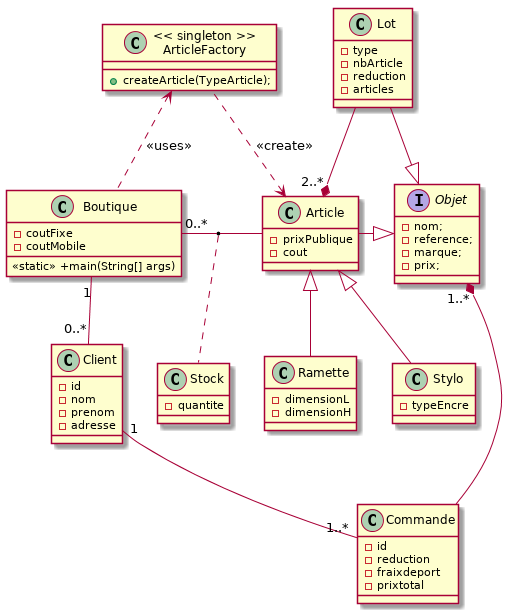 << singleton >>
ArticleFactory
createArticle(TypeArticle);
C
Lot
type
nbArticle
reduction
articles
C
«uses»
«create»
2..*
C
Boutique
coutFixe
coutMobile
«static» +main(String[] args)
0..*
C
Article
prixPublique
cout
I
Objet
nom;
reference;
marque;
prix;
C
1
1..*
0..*
C
Client
id
nom
prenom
adresse
C
Stock
quantite
C
Ramette
dimensionL
dimensionH
C
Stylo
typeEncre
1
1..*
C
Commande
id
reduction
fraixdeport
prixtotal